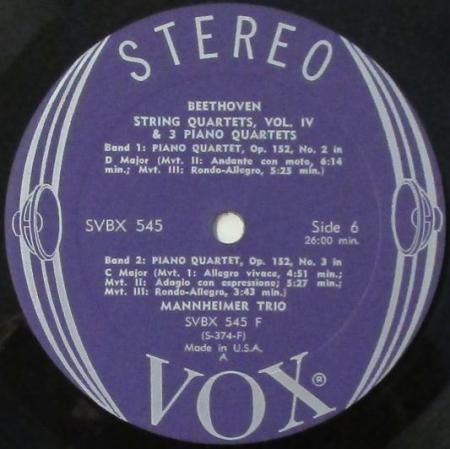 STEREO
BEETHOVEN
STRING QUARTETS, VOL. IV
& 3 PIANO QUARTETS
Band 1: PIANO QUARTET, Op. 152, No. 2 in
D Major (Mvt. II: Andante con moto, 6:14
min.; Mvt. III: Rondo-Allegro, 5:25 min.)
SVBX 545
Side 6
26:00 min.
Band 2: PIANO QUARTET, Op. 152, No. 3 in
C Major (Mvt. 1: Allegro vivace, 4:51 min.;
Mvt. II: Adagio con espressione; 5:27 min.;
Mvt. III: Rondo-Allegro, 3:43 min.)
MANNHEIMER TRIO
SVBX 545 F
(S-374-F)
Made in U.S.A.
A
VOX ®